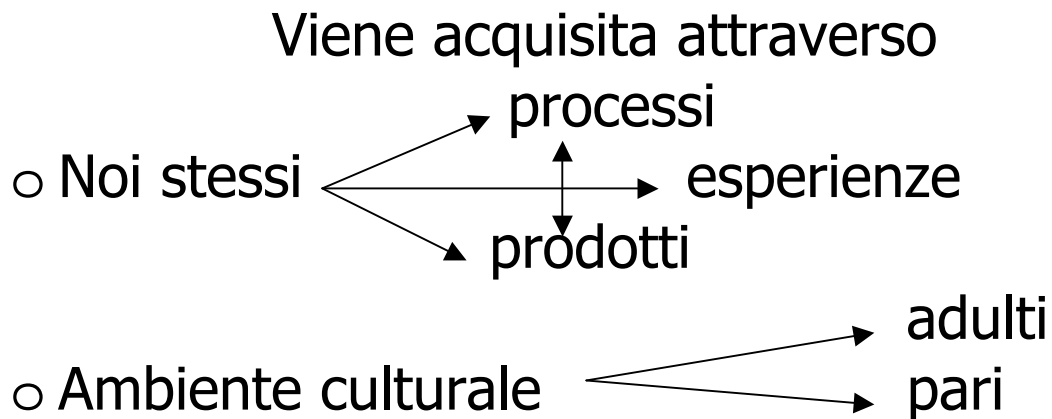 Viene acquisita attraverso
processi
o Noi stessi
esperienze
prodotti
adulti
o Ambiente culturale
pari